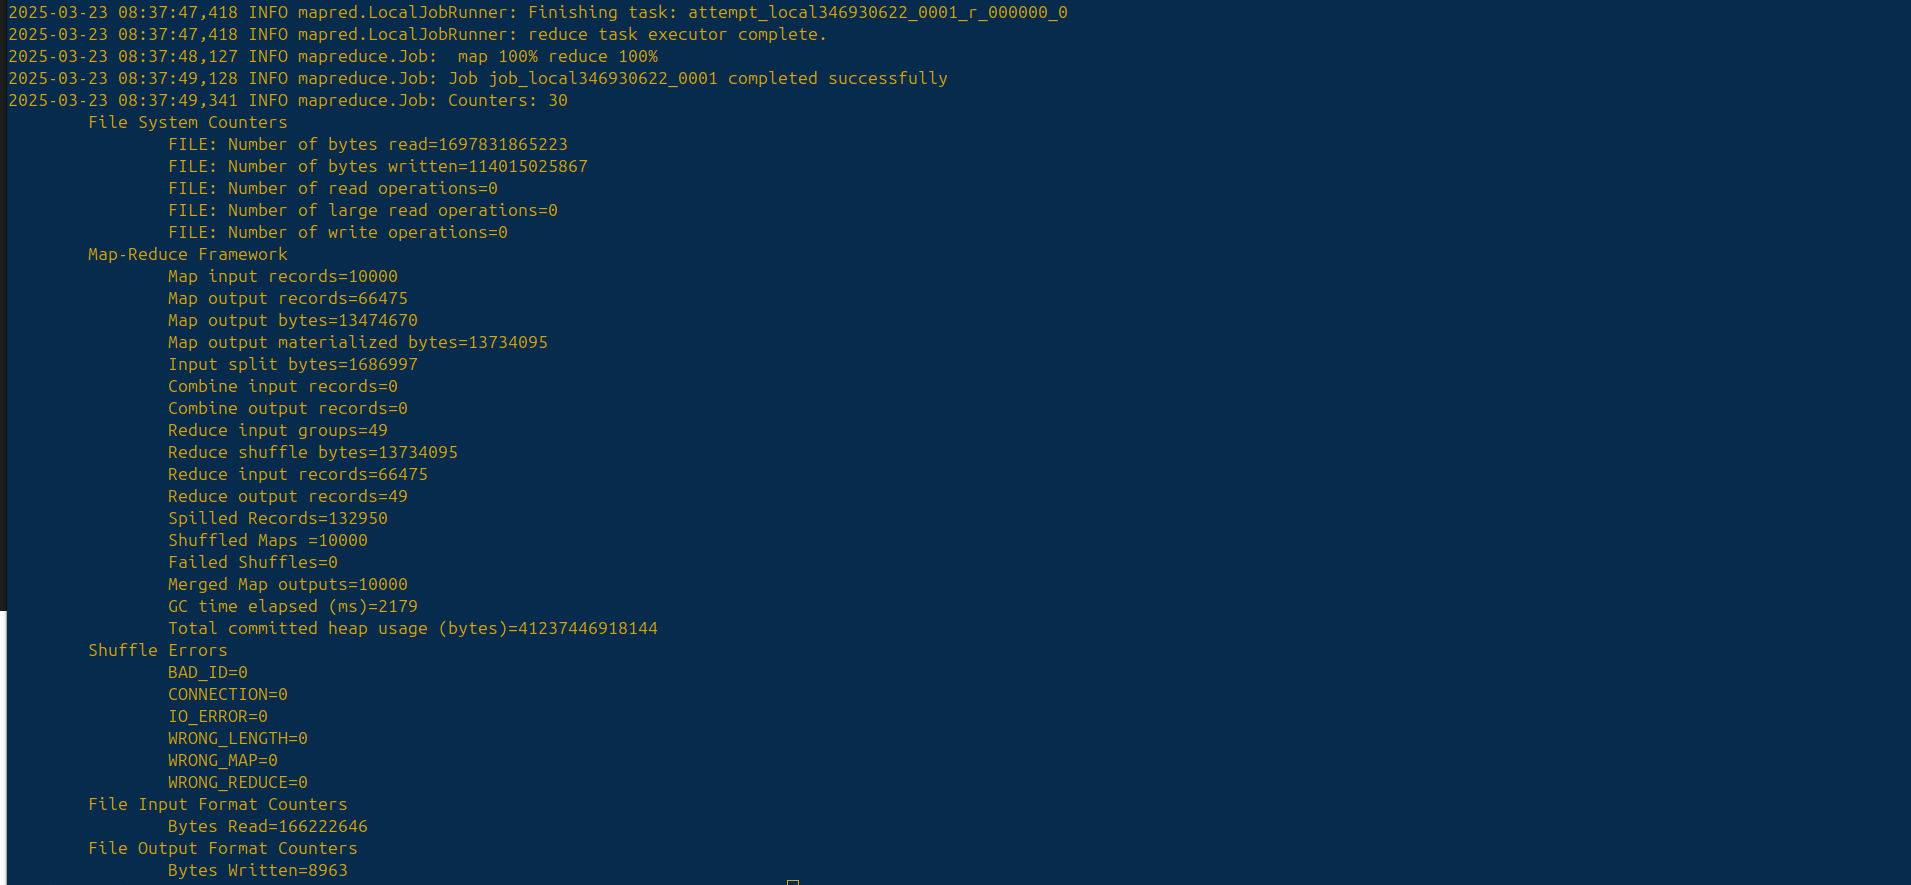 2025-03-23 08:37:47,418 INFO mapred.LocalJobRunner: Finishing task: attempt_local346930622_0001_r_000000_0
2025-03-23 08:37:47,418 INFO mapred.LocalJobRunner: reduce task executor complete.
2025-03-23 08:37:48,127 INFO mapreduce.Job:  map 100% reduce 100%
2025-03-23 08:37:49,128 INFO mapreduce.Job: Job job_local346930622_0001 completed successfully
2025-03-23 08:37:49,341 INFO mapreduce.Job: Counters: 30
File System Counters
FILE: Number of bytes read=1697831865223
FILE: Number of bytes written=114015025867
FILE: Number of read operations=0
FILE: Number of large read operations=0
FILE: Number of write operations=0
Map-Reduce Framework
Map input records=10000
Map output records=66475
Map output bytes=13474670
Map output materialized bytes=13734095
Input split bytes=1686997
Combine input records=0
Combine output records=0
Reduce input groups=49
Reduce shuffle bytes=13734095
Reduce input records=66475
Reduce output records=49
Spilled Records=132950
Shuffled Maps =10000
Failed Shuffles=0
Merged Map outputs=10000
GC time elapsed (ms)=2179
Total committed heap usage (bytes)=41237446918144
Shuffle Errors
BAD_ID=0
CONNECTION=0
IO_ERROR=0
WRONG_LENGTH=0
WRONG_MAP=0
WRONG_REDUCE=0
File Input Format Counters
Bytes Read=166222646
File Output Format Counters
Bytes Written=8963